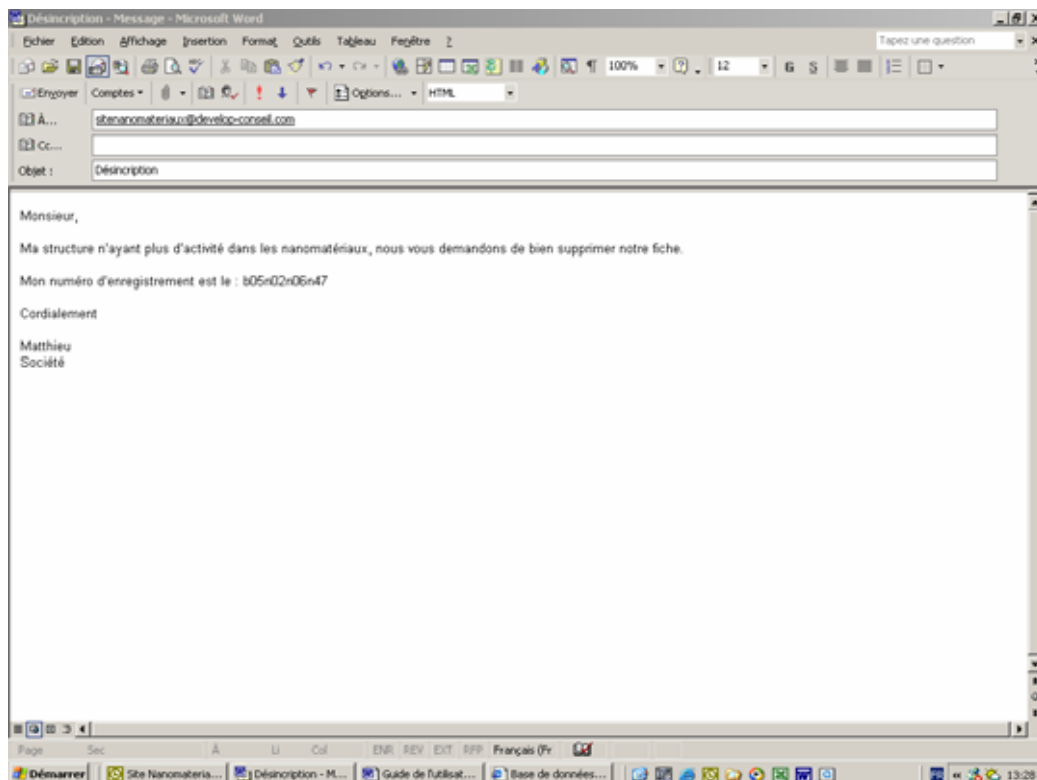 Désincription - Message - Microsoft Word
Fichier Edition Affichage Insertion Format Outils Tableau Fenêtre ? Tapez une question
100% 12 G S
Envoyer Comptes Options... HTML
À... sitenanomateriaux@develop-conseil.com
Cc...
Objet : Désincription
Monsieur,
Ma structure n'ayant plus d'activité dans les nanomatériaux, nous vous demandons de bien supprimer notre fiche.
Mon numéro d'enregistrement est le : b05n02n06n47
Cordialement
Matthieu
Société
Page Sec À Li Col ENR REV EXT RFP Français (Fr
Démarrer Site Nanomateria... Désincription - M... Guide de l'utilisat... Base de données... 13:28